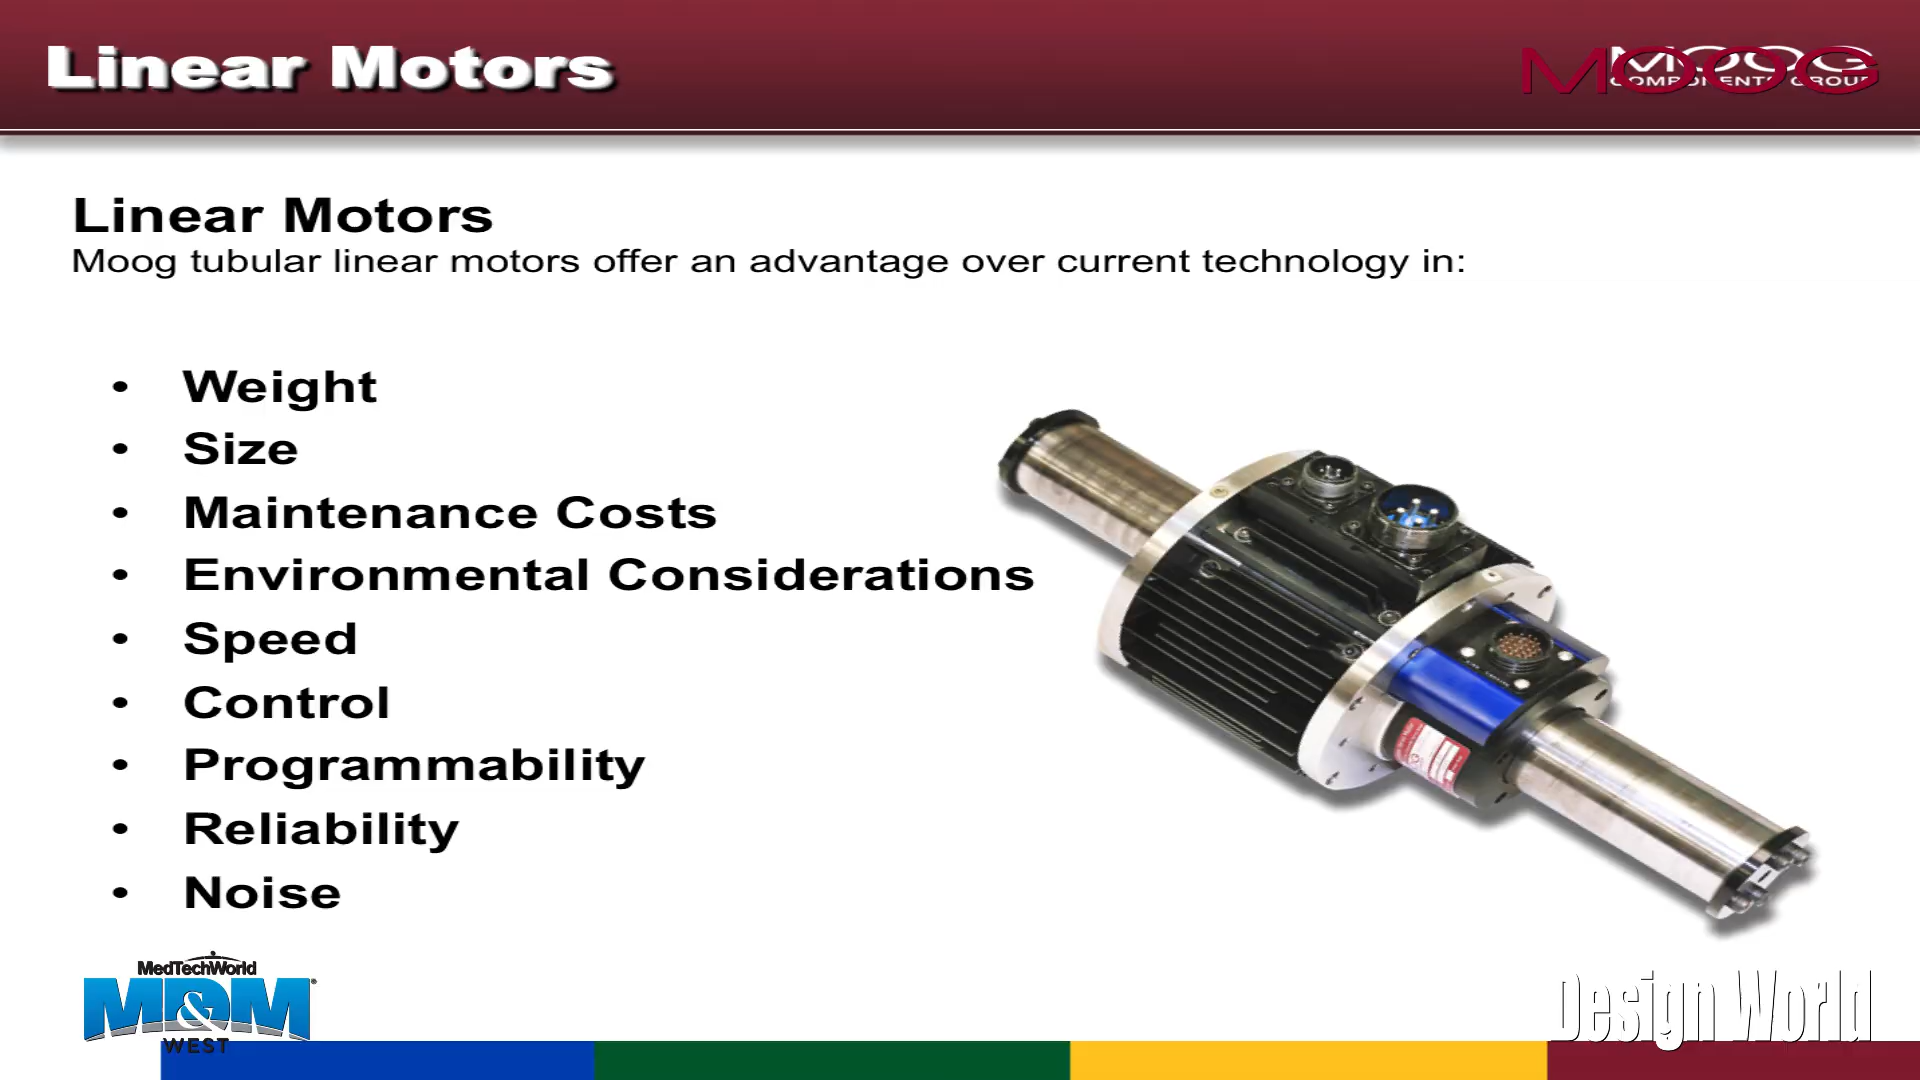 Linear Motors
MOOG
MOOG
COMPONENTS GROUP
Linear Motors
Moog tubular linear motors offer an advantage over current technology in:
• Weight
• Size
• Maintenance Costs
• Environmental Considerations
• Speed
• Control
• Programmability
• Reliability
• Noise
MedTechWorld
MD&M®
WEST
Design World